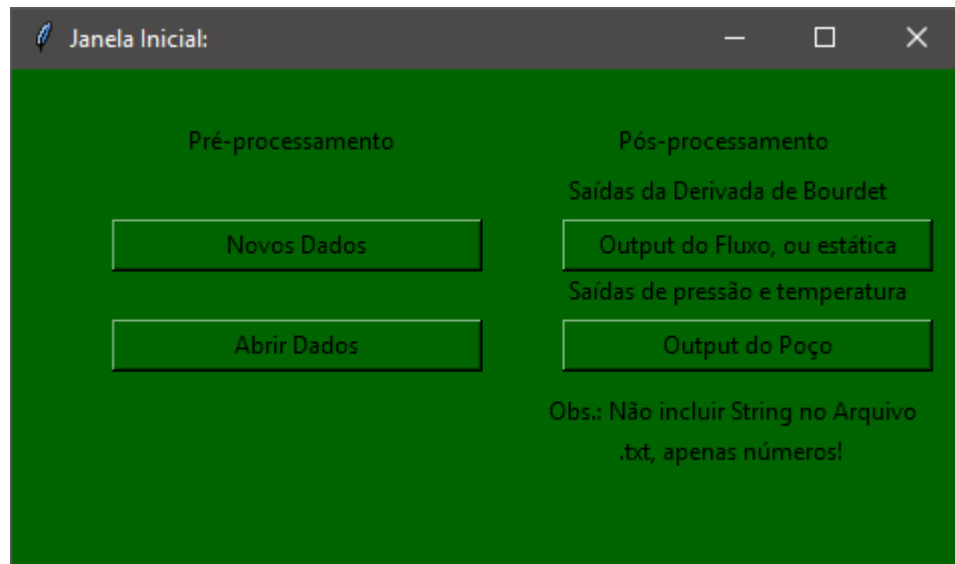 Janela Inicial:
Pré-processamento
Pós-processamento
Saídas da Derivada de Bourdet
Novos Dados
Output do Fluxo, ou estática
Saídas de pressão e temperatura
Abrir Dados
Output do Poço
Obs.: Não incluir String no Arquivo
.txt, apenas números!